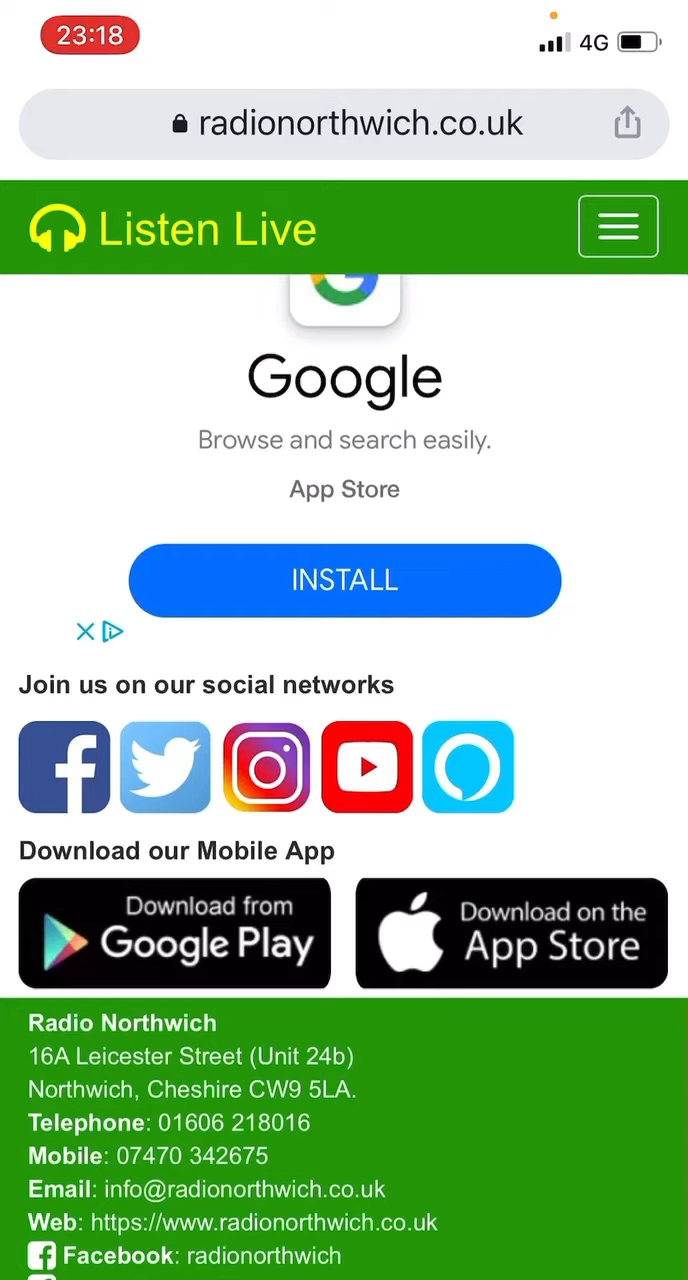 23:18
4G
radionorthwich.co.uk
Listen Live
Google
Browse and search easily.
App Store
INSTALL
Join us on our social networks
Download our Mobile App
Download from
Google Play
Download on the
App Store
Radio Northwich
16A Leicester Street (Unit 24b)
Northwich, Cheshire CW9 5LA.
Telephone: 01606 218016
Mobile: 07470 342675
Email: info@radionorthwich.co.uk
Web: https://www.radionorthwich.co.uk
Facebook: radionorthwich